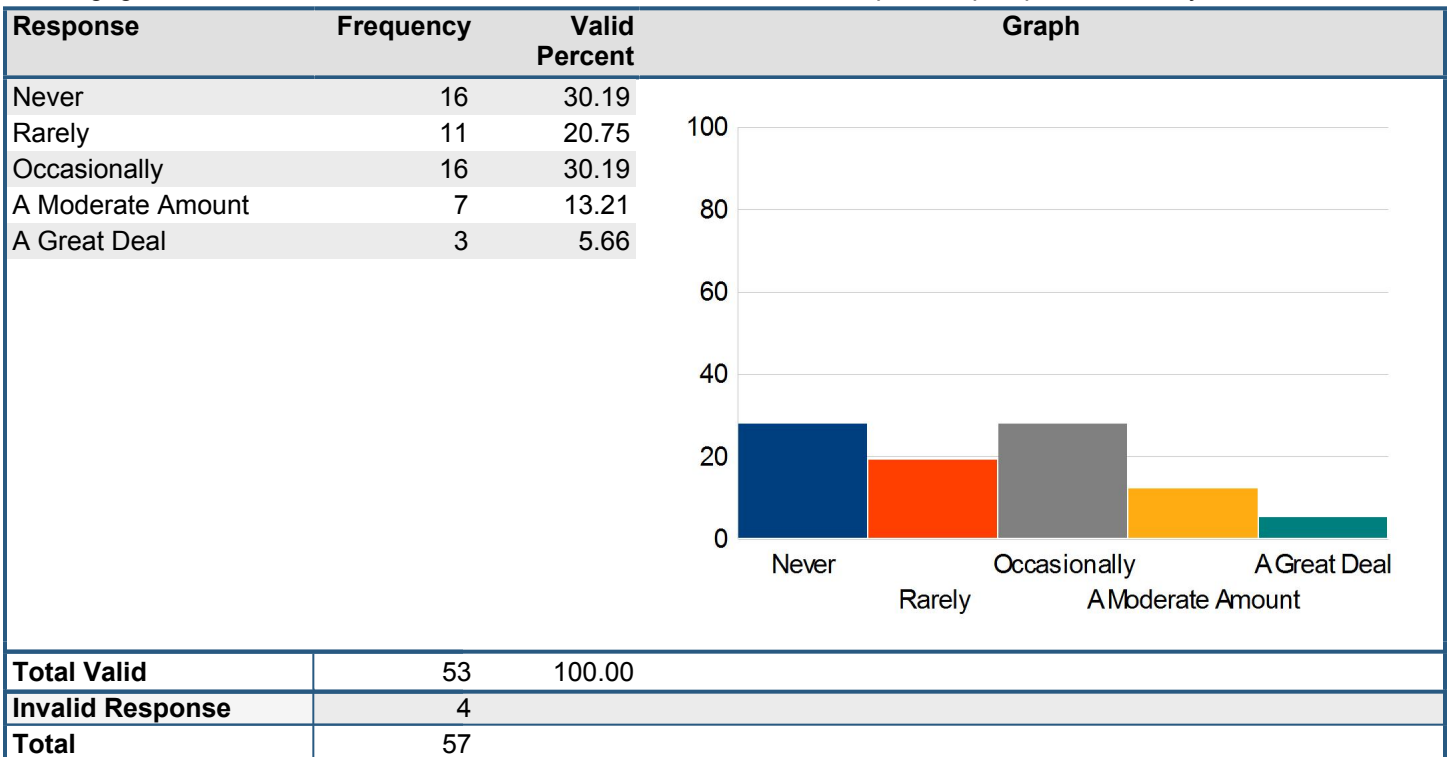 Response Frequency Valid Percent Graph
Never 16 30.19
Rarely 11 20.75
Occasionally 16 30.19
A Moderate Amount 7 13.21
A Great Deal 3 5.66
100
80
60
40
20
0
Never Occasionally A Great Deal
Rarely A Moderate Amount
Total Valid 53 100.00
Invalid Response 4
Total 57